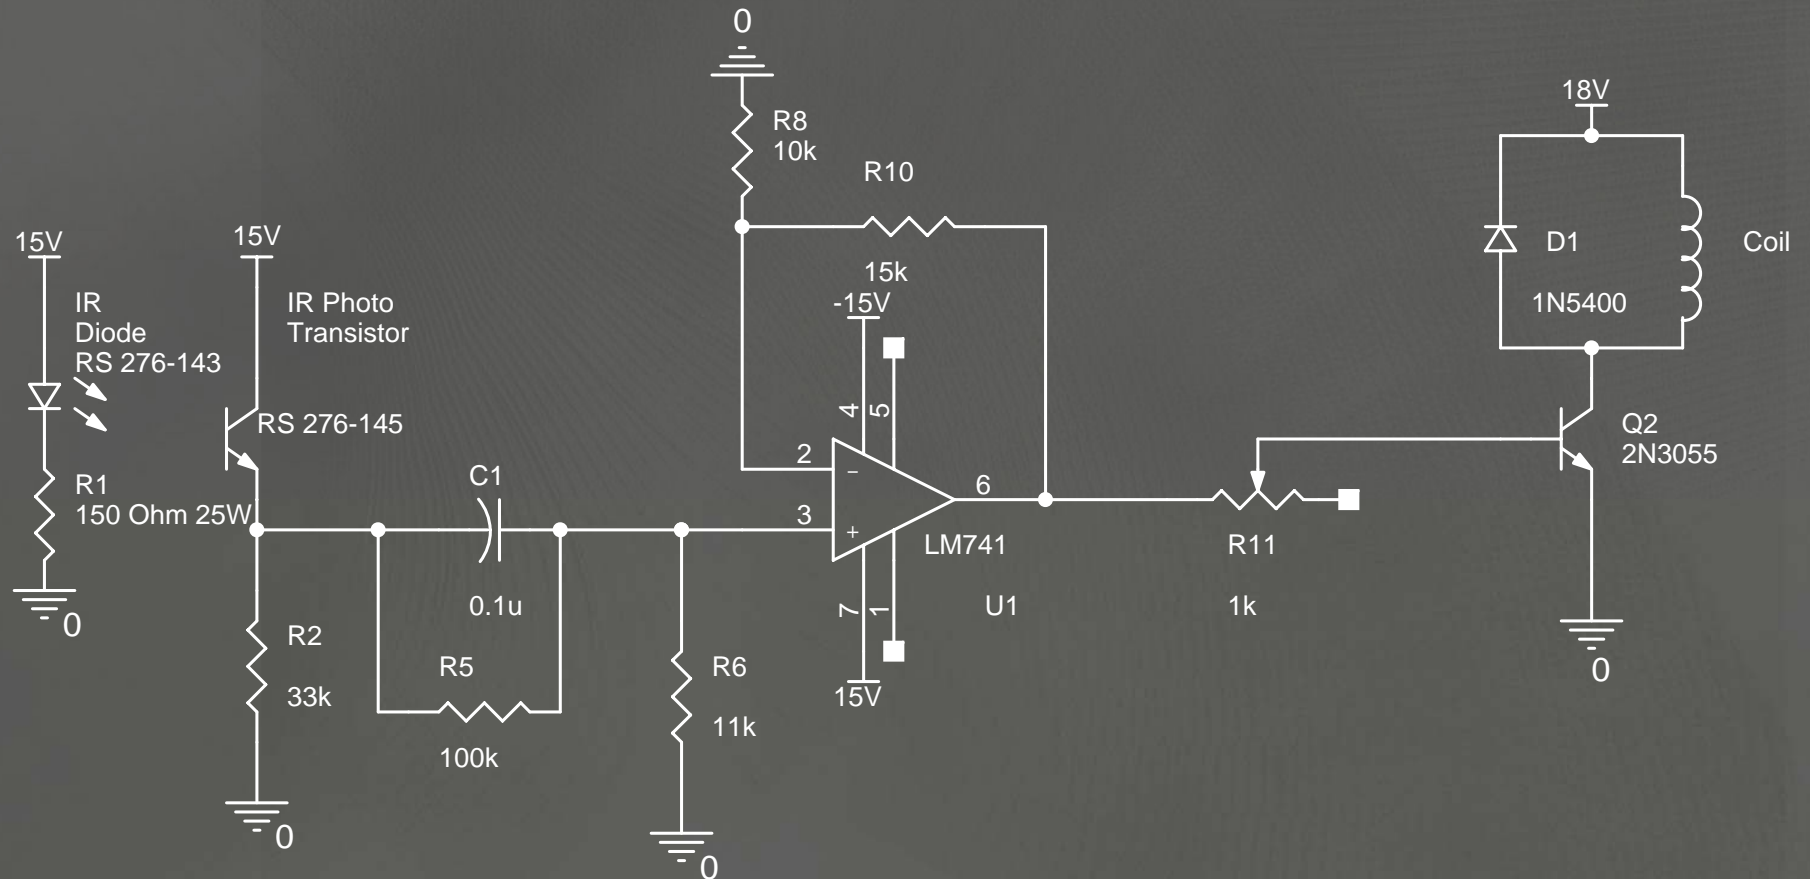 0
R8
10k
R10
15k
-15V
18V
D1
1N5400
Coil
15V
IR
Diode
RS 276-143
R1
150 Ohm 25W
0
15V
IR Photo
Transistor
RS 276-145
R2
33k
0
C1
0.1u
R5
100k
R6
11k
0
4
5
2
−
3
+
6
7
1
LM741
U1
15V
R11
1k
Q2
2N3055
0